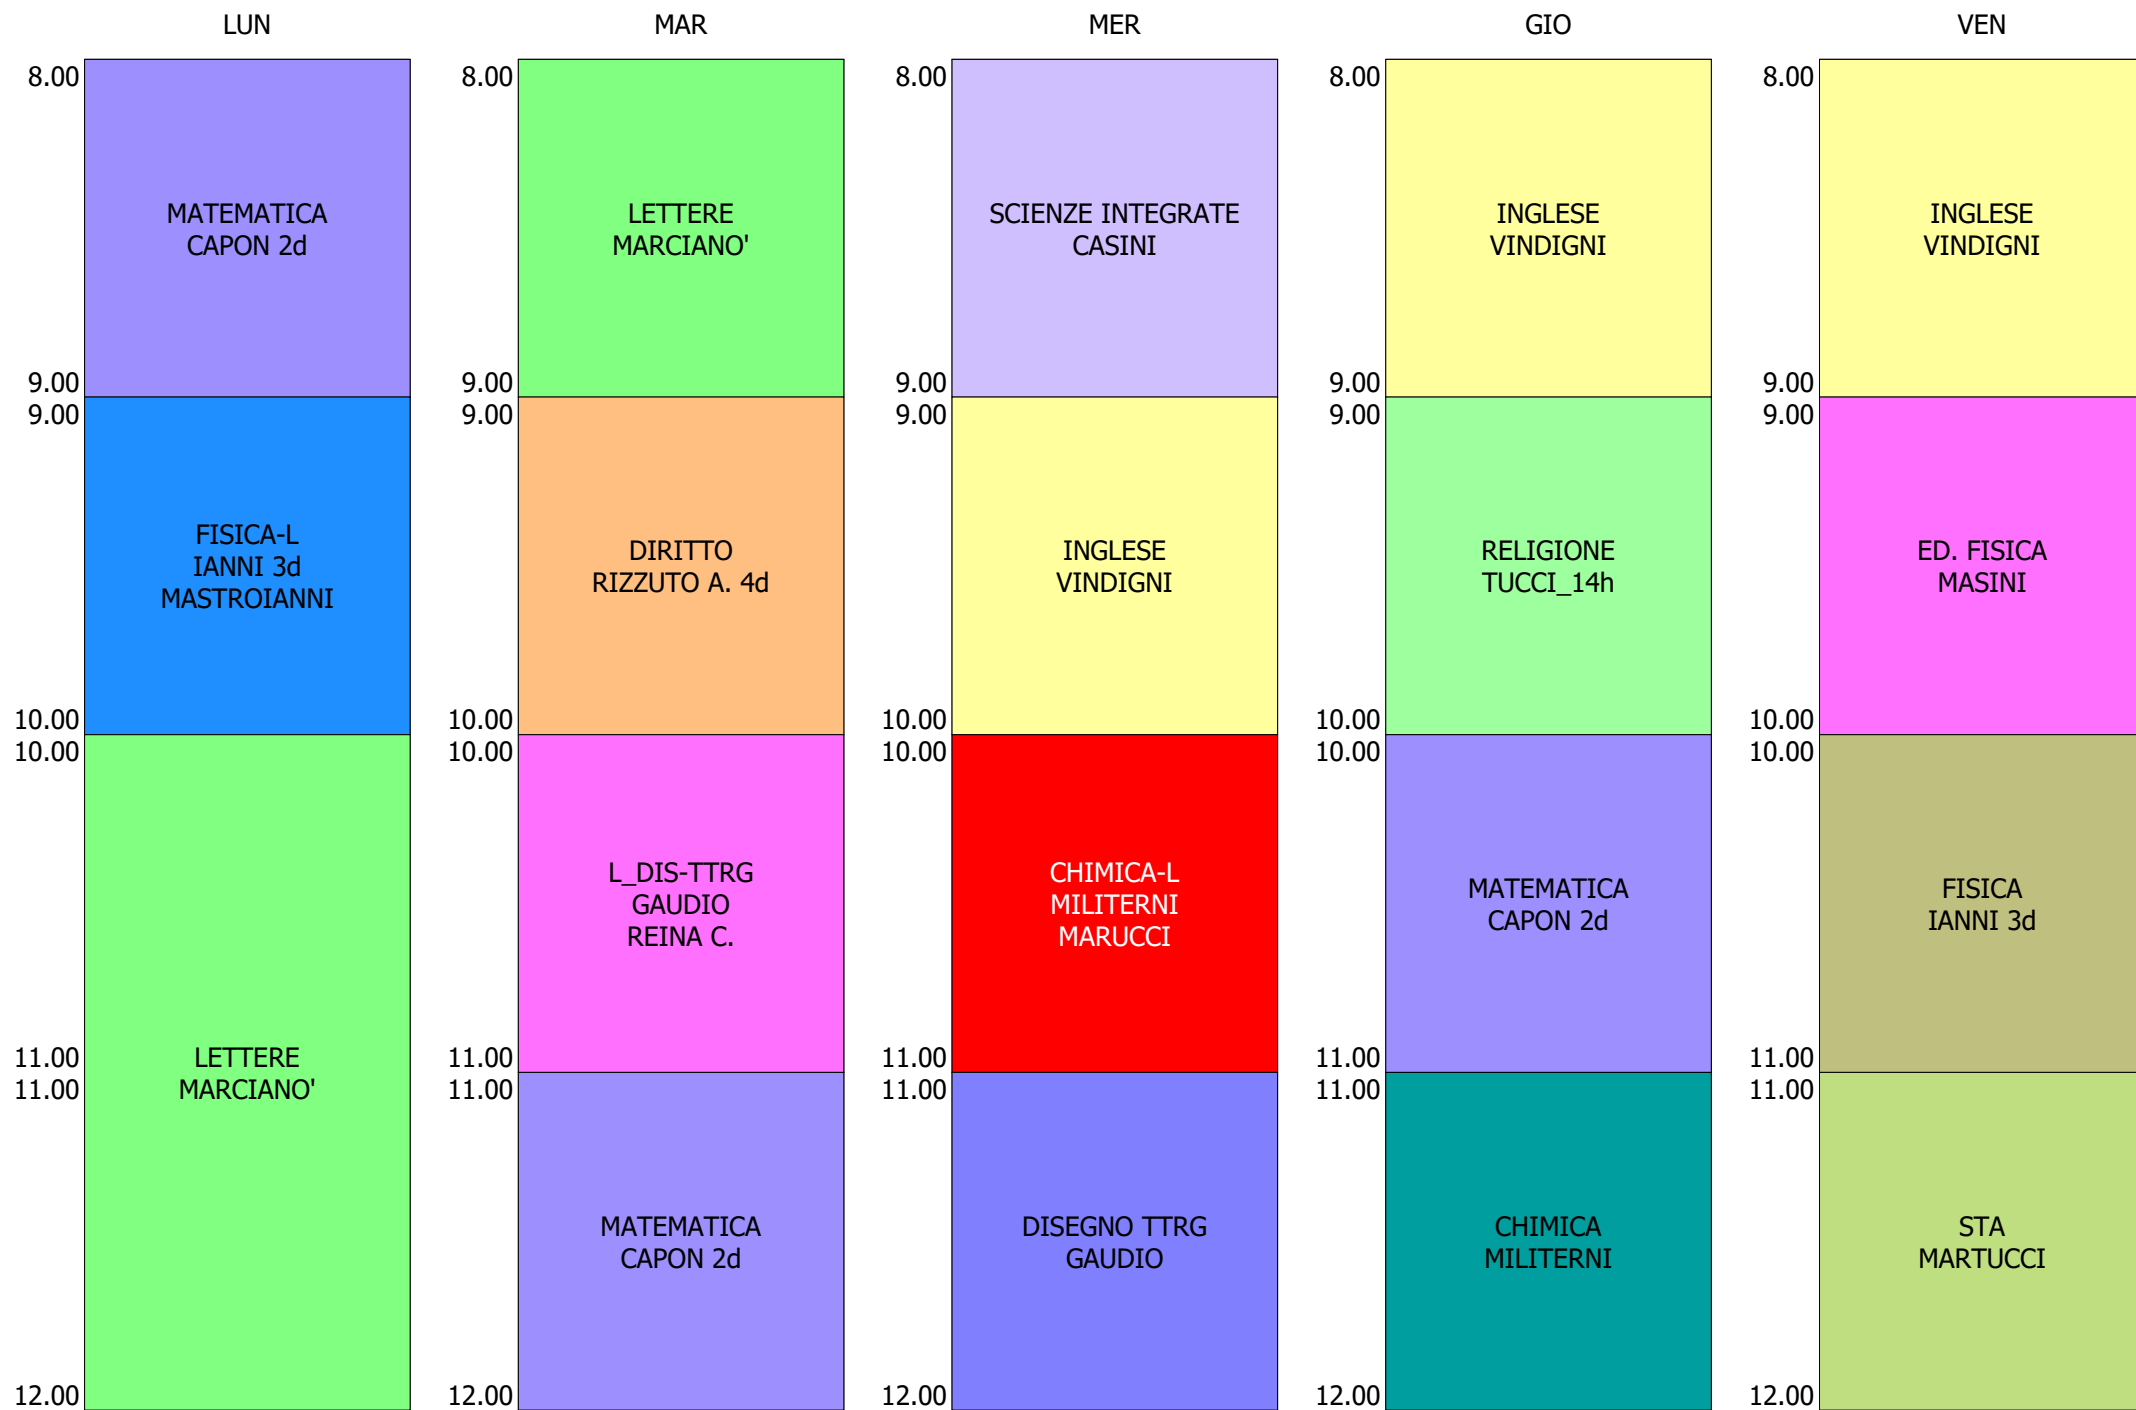 LUN
MAR
MER
GIO
VEN
8.00
MATEMATICA
CAPON 2d
9.00
9.00
FISICA-L
IANNI 3d
MASTROIANNI
10.00
10.00
LETTERE
MARCIANO'
11.00
11.00
12.00
8.00
LETTERE
MARCIANO'
9.00
9.00
DIRITTO
RIZZUTO A. 4d
10.00
10.00
L_DIS-TTRG
GAUDIO
REINA C.
11.00
11.00
MATEMATICA
CAPON 2d
12.00
8.00
SCIENZE INTEGRATE
CASINI
9.00
9.00
INGLESE
VINDIGNI
10.00
10.00
CHIMICA-L
MILITERNI
MARUCCI
11.00
11.00
DISEGNO TTRG
GAUDIO
12.00
8.00
INGLESE
VINDIGNI
9.00
9.00
RELIGIONE
TUCCI_14h
10.00
10.00
MATEMATICA
CAPON 2d
11.00
11.00
CHIMICA
MILITERNI
12.00
8.00
INGLESE
VINDIGNI
9.00
9.00
ED. FISICA
MASINI
10.00
10.00
FISICA
IANNI 3d
11.00
11.00
STA
MARTUCCI
12.00